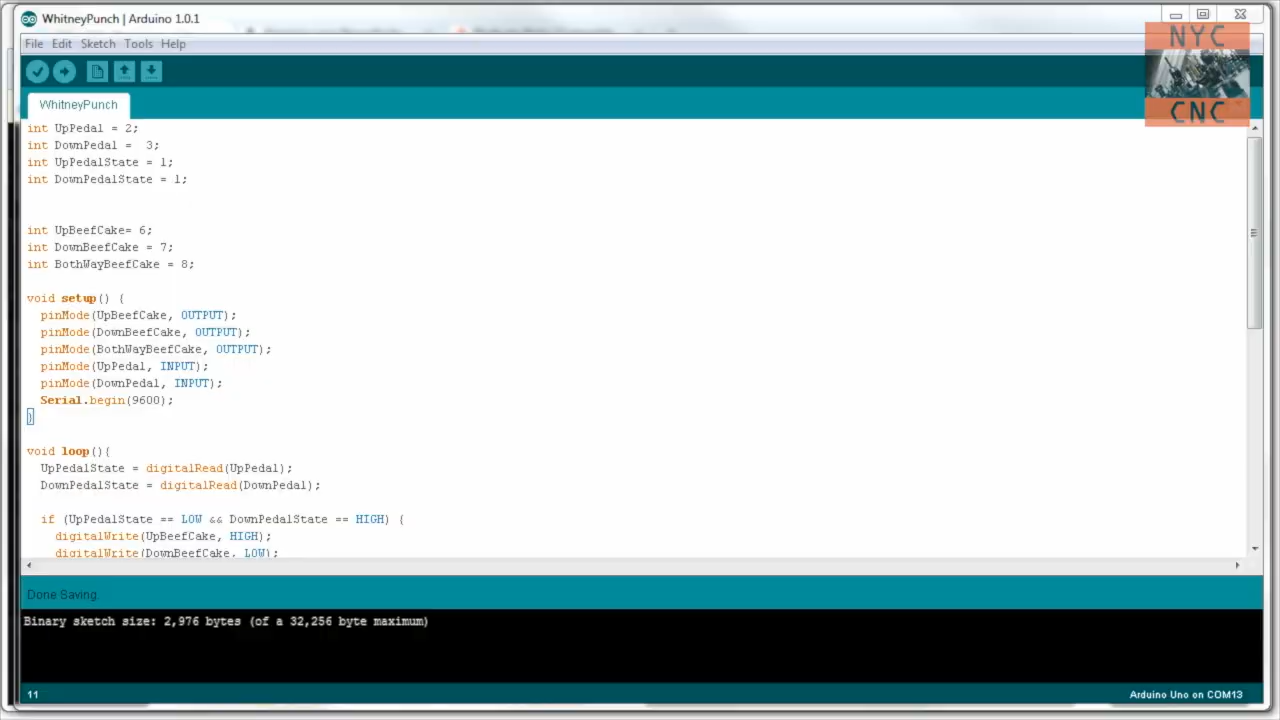 WhitneyPunch | Arduino 1.0.1
File Edit Sketch Tools Help
NYC
CNC
WhitneyPunch
int UpPedal = 2;
int DownPedal =  3;
int UpPedalState = 1;
int DownPedalState = 1;
int UpBeefCake= 6;
int DownBeefCake = 7;
int BothWayBeefCake = 8;
void setup() {
pinMode(UpBeefCake, OUTPUT);
pinMode(DownBeefCake, OUTPUT);
pinMode(BothWayBeefCake, OUTPUT);
pinMode(UpPedal, INPUT);
pinMode(DownPedal, INPUT);
Serial.begin(9600);
}
void loop(){
UpPedalState = digitalRead(UpPedal);
DownPedalState = digitalRead(DownPedal);
if (UpPedalState == LOW && DownPedalState == HIGH) {
digitalWrite(UpBeefCake, HIGH);
digitalWrite(DownBeefCake, LOW);
Done Saving.
Binary sketch size: 2,976 bytes (of a 32,256 byte maximum)
11
Arduino Uno on COM13